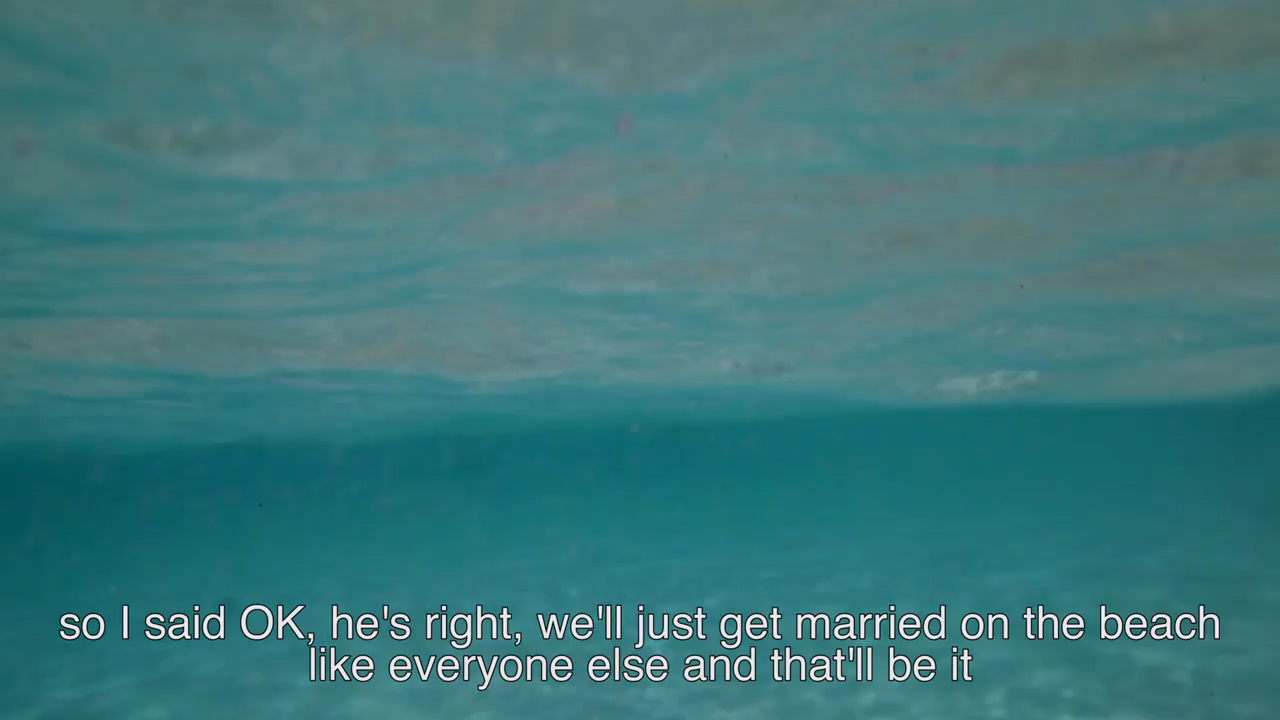 so I said OK, he's right, we'll just get married on the beach
like everyone else and that'll be it